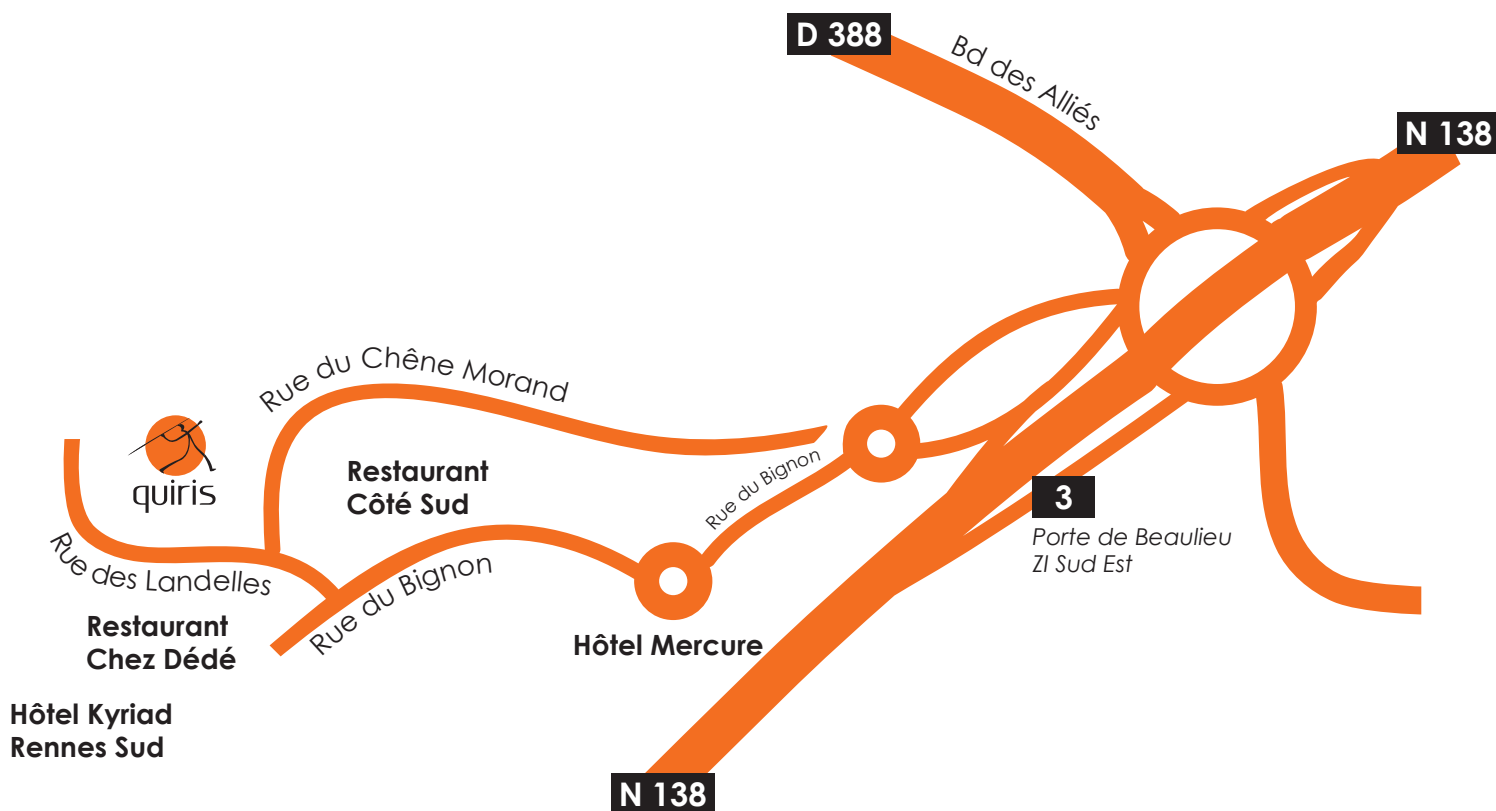 D 388
Bd des Alliés
N 138
Rue du Chêne Morand
quiris
Restaurant
Côté Sud
Rue du Bignon
3
Porte de Beaulieu
ZI Sud Est
Rue des Landelles
Rue du Bignon
Restaurant
Chez Dédé
Hôtel Mercure
Hôtel Kyriad
Rennes Sud
N 138